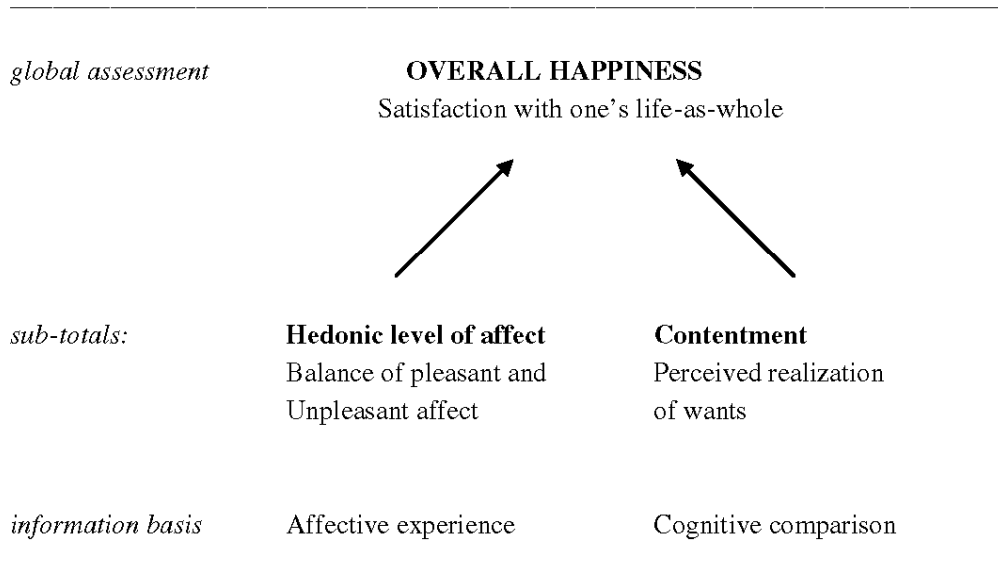 global assessment OVERALL HAPPINESS
Satisfaction with one’s life-as-whole
sub-totals: Hedonic level of affect Contentment
Balance of pleasant and Perceived realization
Unpleasant affect of wants
information basis Affective experience Cognitive comparison